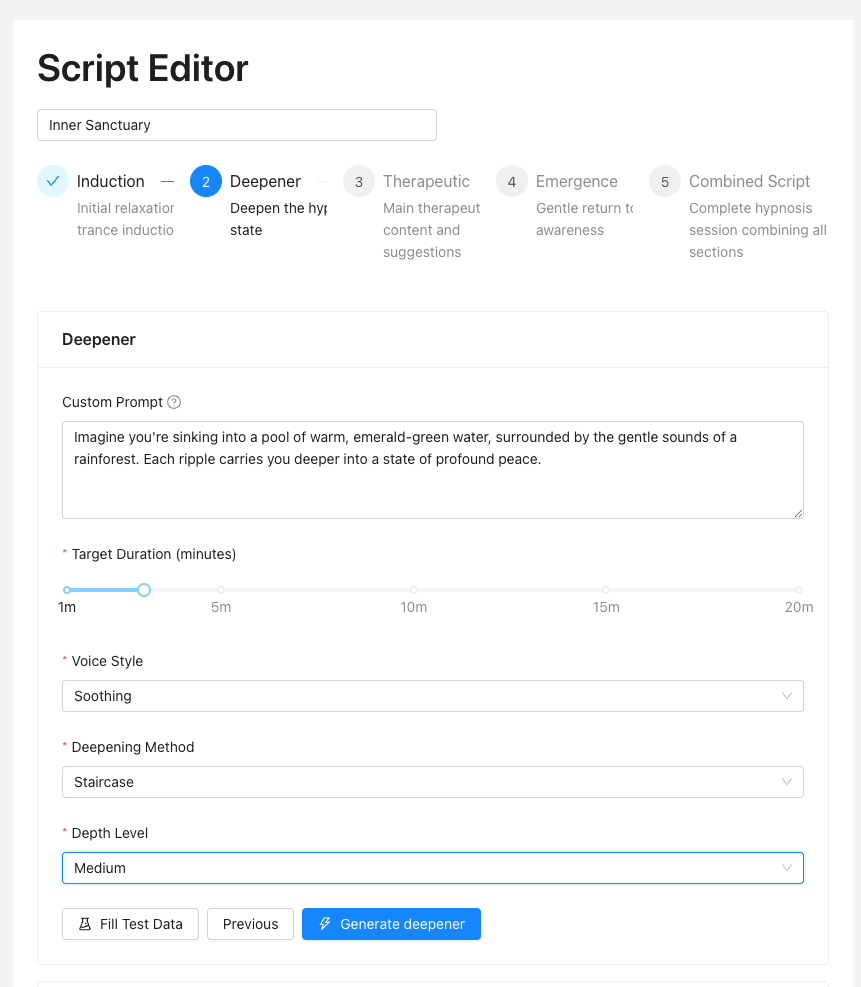 Script Editor
Inner Sanctuary
Induction
Initial relaxation
trance inductio
2
Deepener
Deepen the hyp
state
3
Therapeutic
Main therapeut
content and
suggestions
4
Emergence
Gentle return to
awareness
5
Combined Script
Complete hypnosis
session combining all
sections
Deepener
Custom Prompt ?
Imagine you're sinking into a pool of warm, emerald-green water, surrounded by the gentle sounds of a
rainforest. Each ripple carries you deeper into a state of profound peace.
* Target Duration (minutes)
1m 5m 10m 15m 20m
* Voice Style
Soothing
* Deepening Method
Staircase
* Depth Level
Medium
Fill Test Data Previous Generate deepener